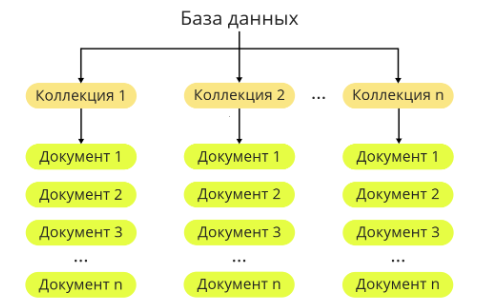 База данных
Коллекция 1
Коллекция 2
...
Коллекция n
Документ 1
Документ 1
Документ 1
Документ 2
Документ 2
Документ 2
Документ 3
Документ 3
Документ 3
...
...
...
Документ n
Документ n
Документ n